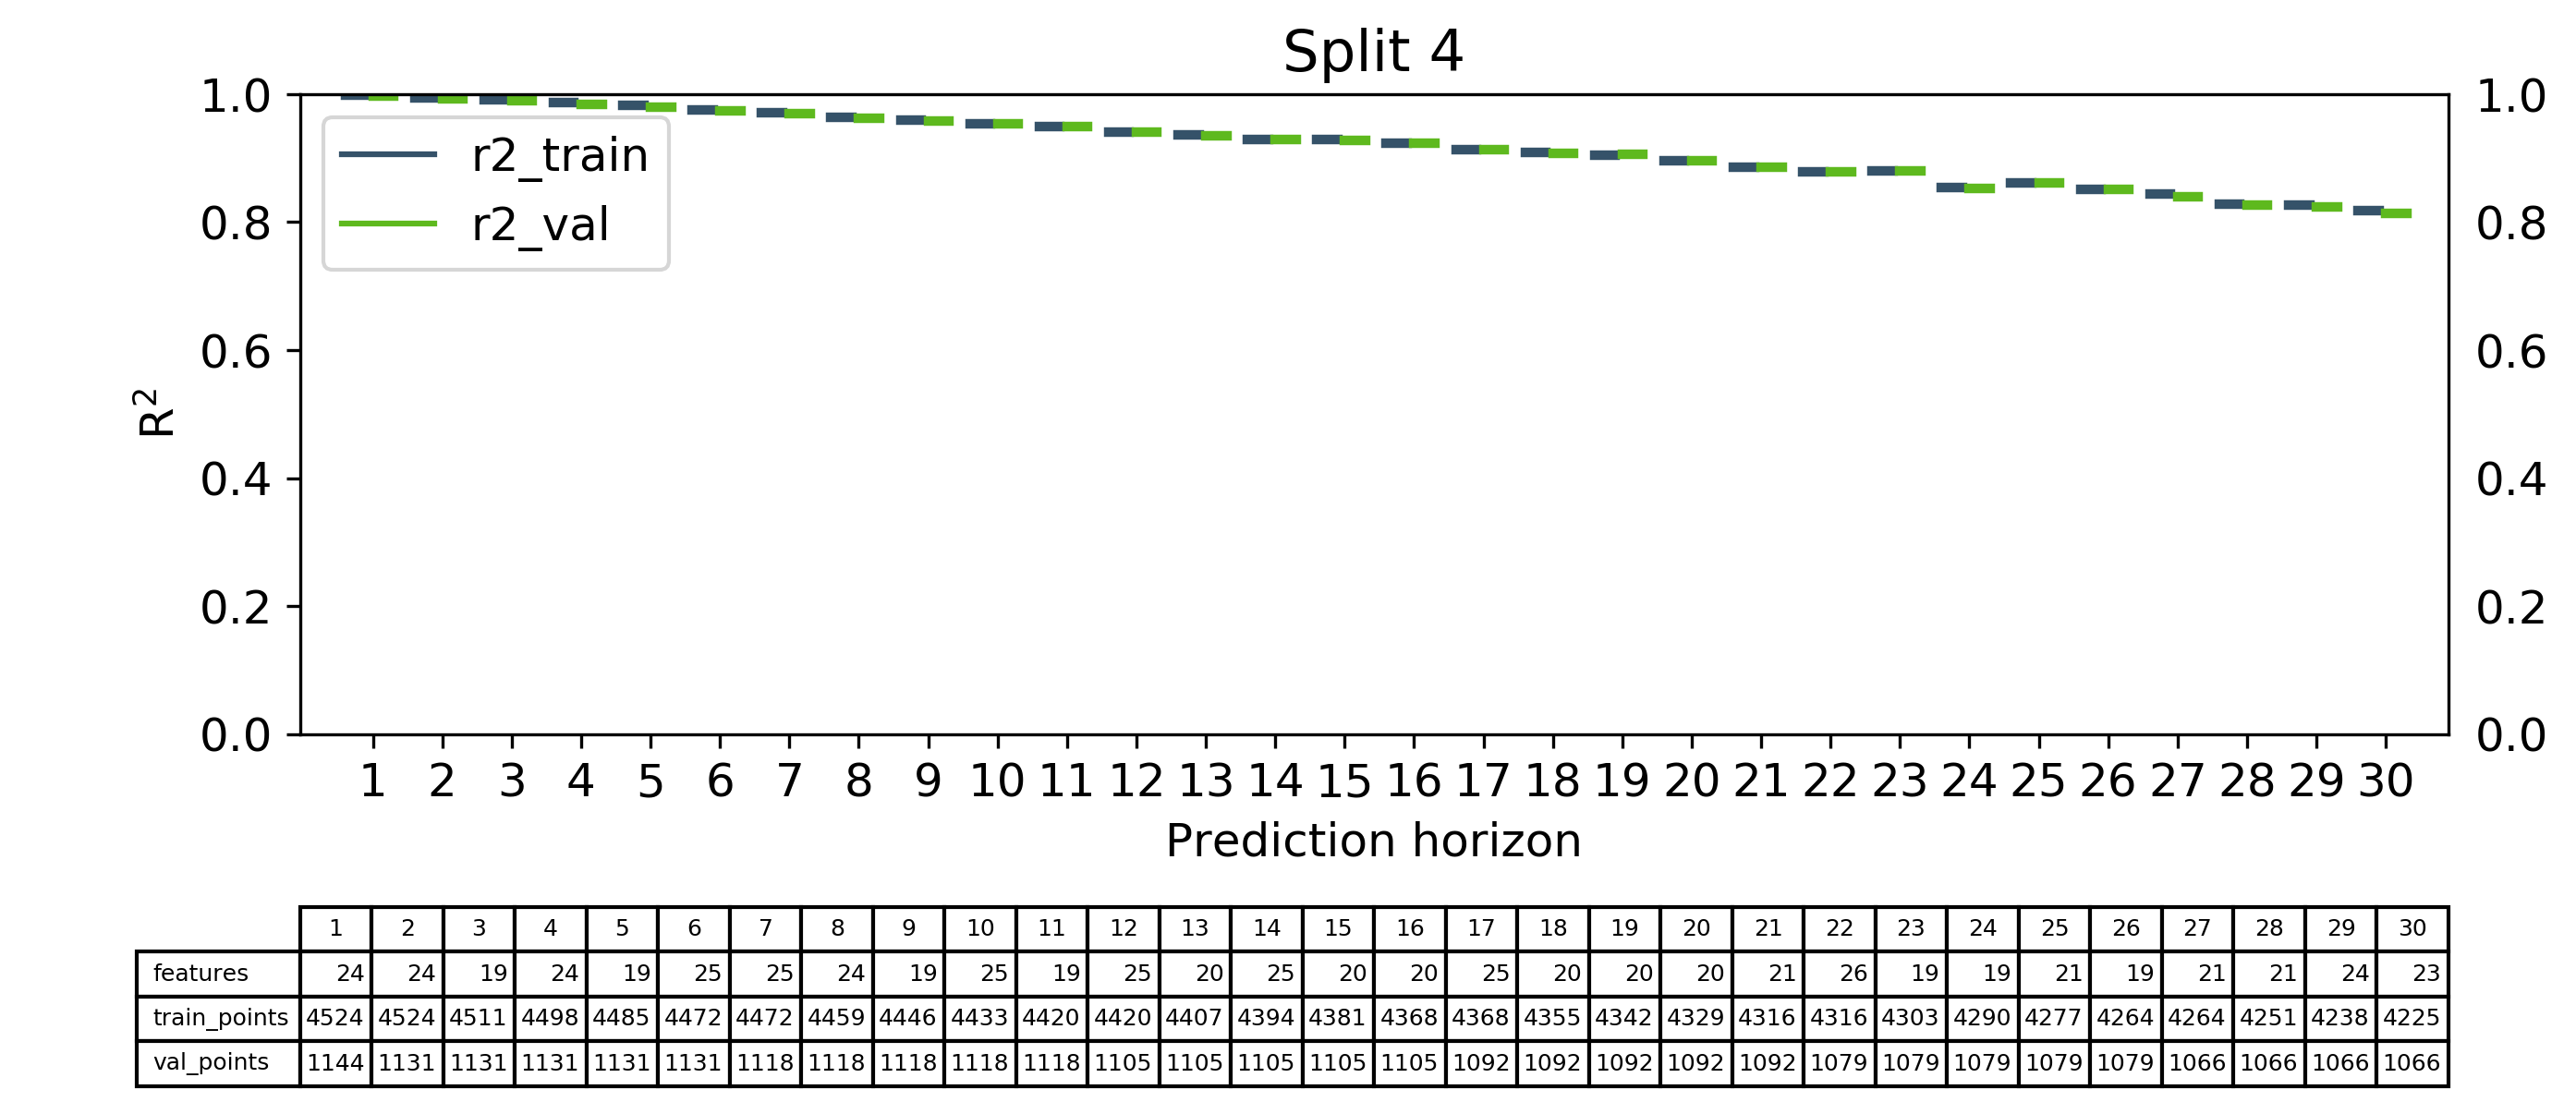 Split 4
1.0 1.0
r2_train
r2_val
0.8 0.8
0.6 0.6
R²
0.4 0.4
0.2 0.2
0.0 0.0
1 2 3 4 5 6 7 8 9 10 11 12 13 14 15 16 17 18 19 20 21 22 23 24 25 26 27 28 29 30
Prediction horizon
1 2 3 4 5 6 7 8 9 10 11 12 13 14 15 16 17 18 19 20 21 22 23 24 25 26 27 28 29 30
features 24 24 19 24 19 25 25 24 19 25 19 25 20 25 20 20 25 20 20 20 21 26 19 19 21 19 21 21 24 23
train_points 4524 4524 4511 4498 4485 4472 4472 4459 4446 4433 4420 4420 4407 4394 4381 4368 4368 4355 4342 4329 4316 4316 4303 4290 4277 4264 4264 4251 4238 4225
val_points 1144 1131 1131 1131 1131 1131 1118 1118 1118 1118 1118 1105 1105 1105 1105 1105 1092 1092 1092 1092 1092 1079 1079 1079 1079 1079 1066 1066 1066 1066